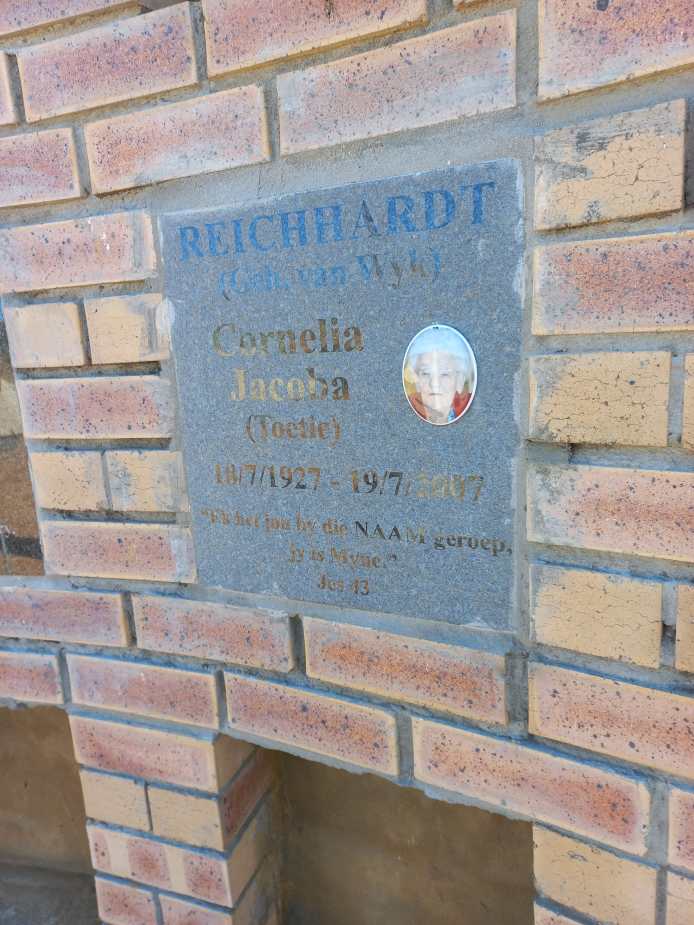 REICHHARDT
(Geb. van Wyk)
Cornelia
Jacoba
(Toetie)
18/7/1927 - 19/7/2007
"Ek het jou by die NAAM geroep,
jy is Myne."
Jes 43